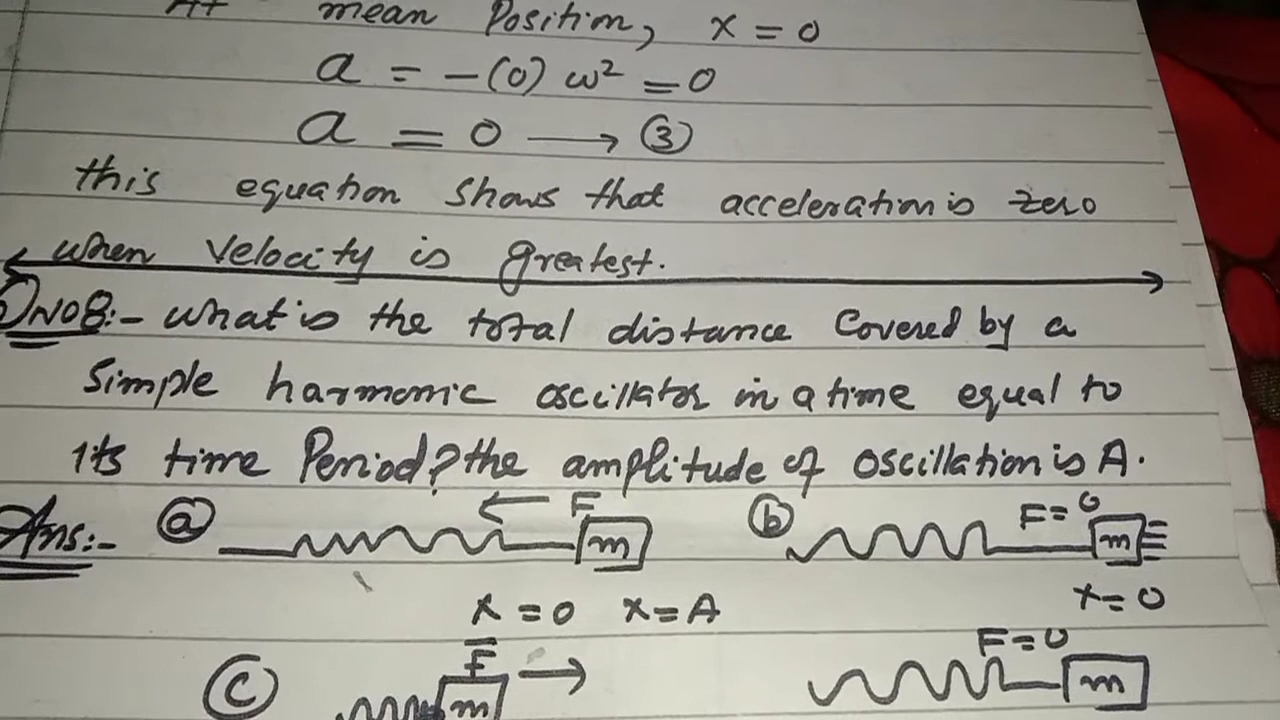 At mean Position, x = 0
a = -(0) ω² = 0
a = 0 → ③
this equation shows that acceleration is zero
when velocity is greatest.
QNO8:- what is the total distance Covered by a
Simple harmonic oscillator in a time equal to
its time Period? the amplitude of oscillation is A.
Ans:- ⓐ F m ⓑ F=0 m
x = 0 x = A x = 0
ⓒ F → F=0
m m